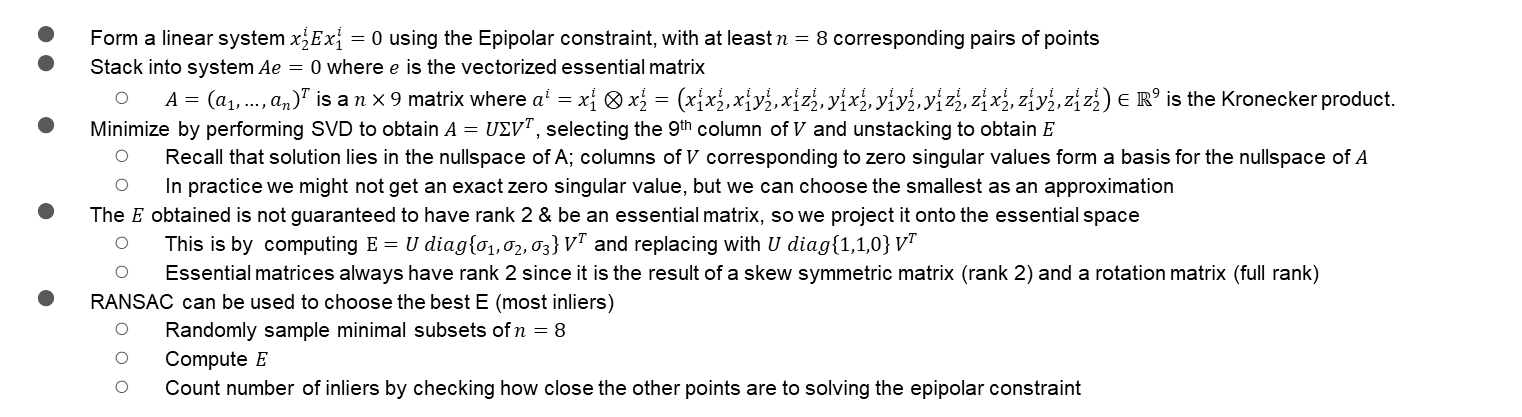 ● Form a linear system 𝑥₂ⁱ𝐸𝑥₁ⁱ = 0 using the Epipolar constraint, with at least 𝑛 = 8 corresponding pairs of points
● Stack into system 𝐴𝑒 = 0 where 𝑒 is the vectorized essential matrix
○ 𝐴 = (𝑎₁, …, 𝑎ₙ)ᵀ is a 𝑛 × 9 matrix where 𝑎ⁱ = 𝑥₁ⁱ ⊗ 𝑥₂ⁱ = (𝑥₁ⁱ𝑥₂ⁱ, 𝑥₁ⁱ𝑦₂ⁱ, 𝑥₁ⁱ𝑧₂ⁱ, 𝑦₁ⁱ𝑥₂ⁱ, 𝑦₁ⁱ𝑦₂ⁱ, 𝑦₁ⁱ𝑧₂ⁱ, 𝑧₁ⁱ𝑥₂ⁱ, 𝑧₁ⁱ𝑦₂ⁱ, 𝑧₁ⁱ𝑧₂ⁱ) ∈ ℝ⁹ is the Kronecker product.
● Minimize by performing SVD to obtain 𝐴 = 𝑈Σ𝑉ᵀ, selecting the 9ᵗʰ column of 𝑉 and unstacking to obtain 𝐸
○ Recall that solution lies in the nullspace of A; columns of 𝑉 corresponding to zero singular values form a basis for the nullspace of 𝐴
○ In practice we might not get an exact zero singular value, but we can choose the smallest as an approximation
● The 𝐸 obtained is not guaranteed to have rank 2 & be an essential matrix, so we project it onto the essential space
○ This is by computing E = 𝑈 𝑑𝑖𝑎𝑔{𝜎₁, 𝜎₂, 𝜎₃} 𝑉ᵀ and replacing with 𝑈 𝑑𝑖𝑎𝑔{1,1,0} 𝑉ᵀ
○ Essential matrices always have rank 2 since it is the result of a skew symmetric matrix (rank 2) and a rotation matrix (full rank)
● RANSAC can be used to choose the best E (most inliers)
○ Randomly sample minimal subsets of 𝑛 = 8
○ Compute 𝐸
○ Count number of inliers by checking how close the other points are to solving the epipolar constraint